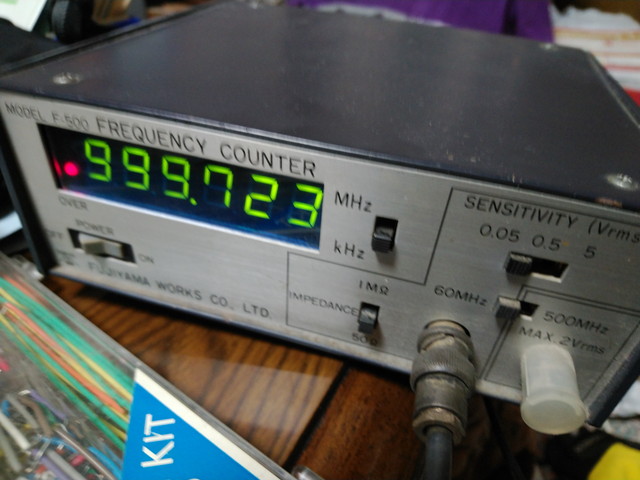 MODEL F-500 FREQUENCY COUNTER
999.723
OVER
MHz
kHz
POWER
OFF
ON
FUJIYAMA WORKS CO., LTD.
SENSITIVITY (Vrms
0.05 0.5 5
1MΩ
IMPEDANCE
50Ω
60MHz
500MHz
MAX. 2Vrms
KIT